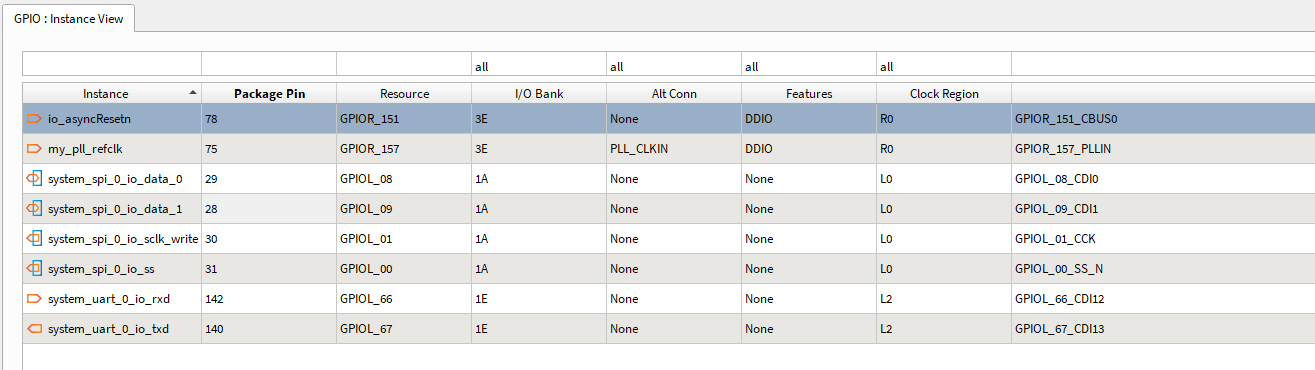 GPIO : Instance View
all all all all
Instance Package Pin Resource I/O Bank Alt Conn Features Clock Region
io_asyncResetn 78 GPIOR_151 3E None DDIO R0 GPIOR_151_CBUS0
my_pll_refclk 75 GPIOR_157 3E PLL_CLKIN DDIO R0 GPIOR_157_PLLIN
system_spi_0_io_data_0 29 GPIOL_08 1A None None L0 GPIOL_08_CDI0
system_spi_0_io_data_1 28 GPIOL_09 1A None None L0 GPIOL_09_CDI1
system_spi_0_io_sclk_write 30 GPIOL_01 1A None None L0 GPIOL_01_CCK
system_spi_0_io_ss 31 GPIOL_00 1A None None L0 GPIOL_00_SS_N
system_uart_0_io_rxd 142 GPIOL_66 1E None None L2 GPIOL_66_CDI12
system_uart_0_io_txd 140 GPIOL_67 1E None None L2 GPIOL_67_CDI13